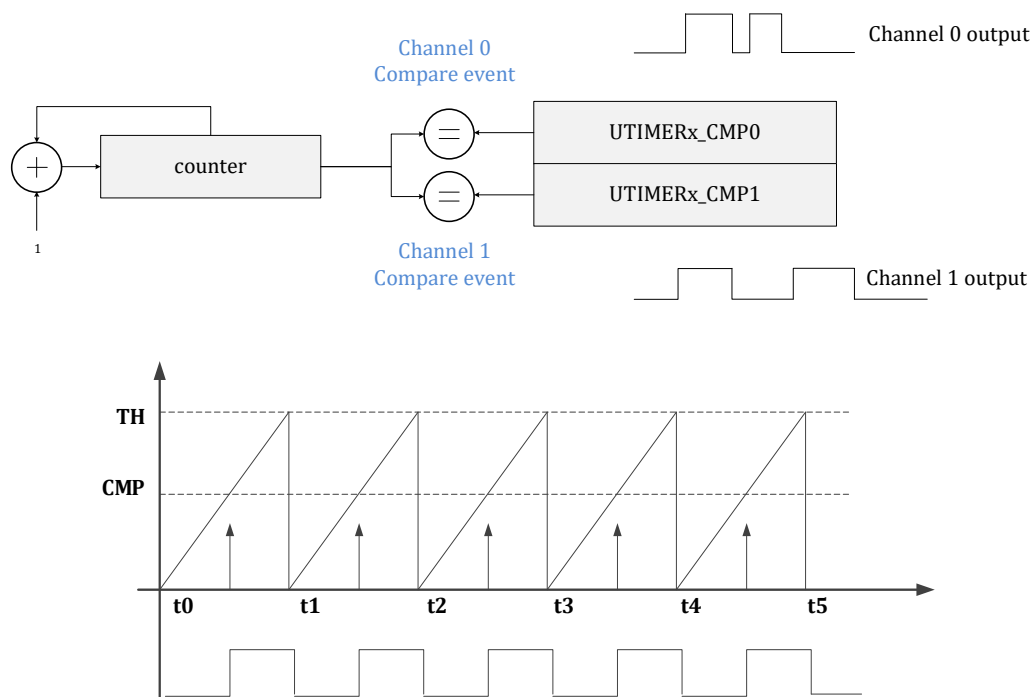 Channel 0
Compare event
Channel 0 output
UTIMERx_CMP0
counter
UTIMERx_CMP1
1
Channel 1
Compare event
Channel 1 output
TH
CMP
t0
t1
t2
t3
t4
t5